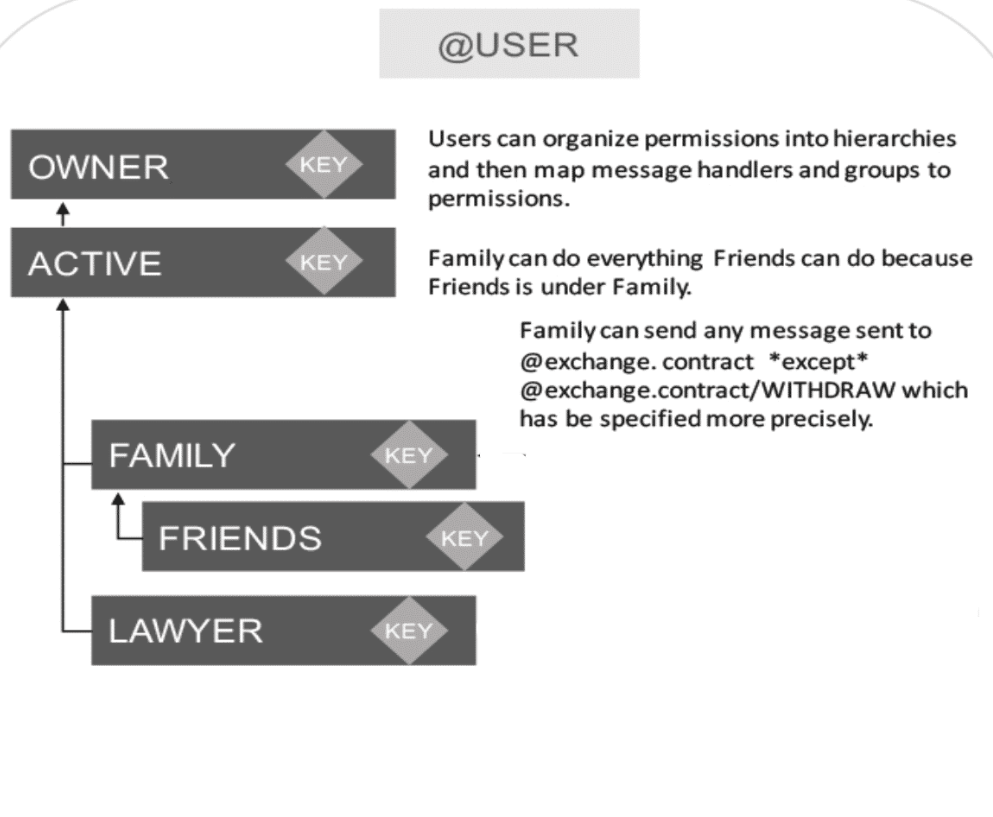 @USER
OWNER KEY
Users can organize permissions into hierarchies
and then map message handlers and groups to
permissions.
ACTIVE KEY
Family can do everything Friends can do because
Friends is under Family.
Family can send any message sent to
@exchange. contract *except*
@exchange.contract/WITHDRAW which
has be specified more precisely.
FAMILY KEY
FRIENDS KEY
LAWYER KEY